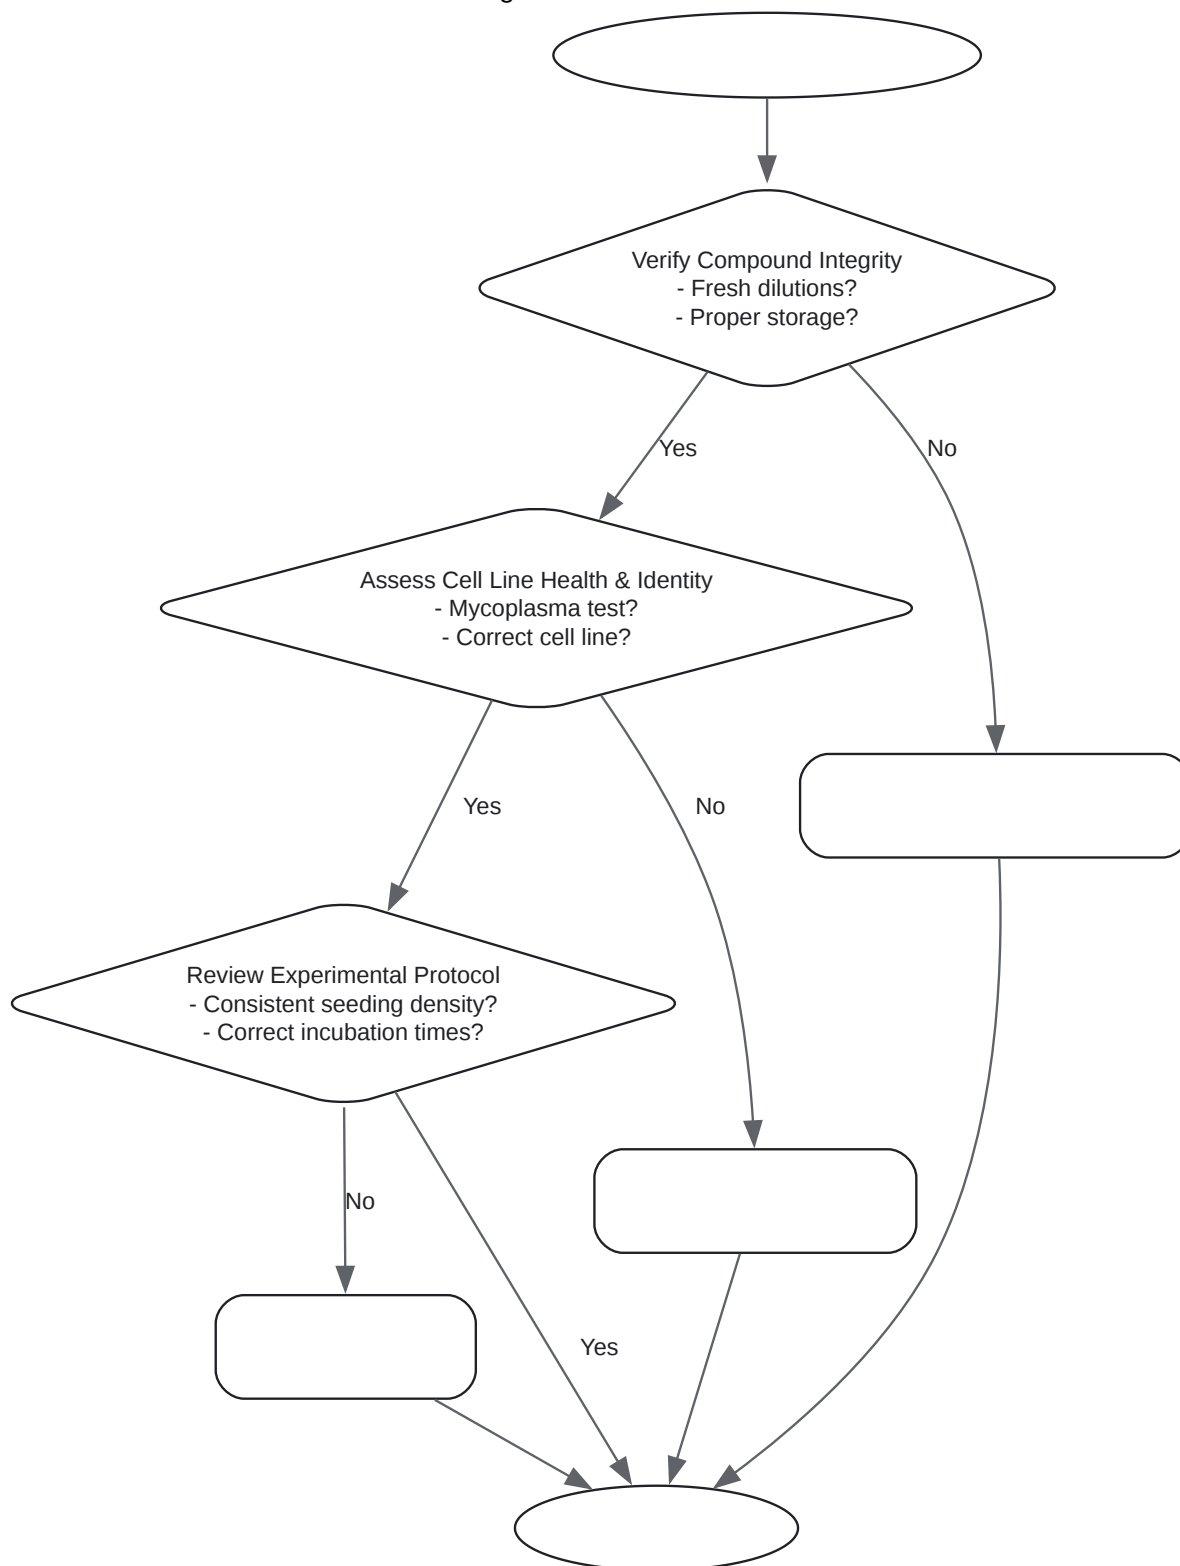 Verify Compound Integrity
- Fresh dilutions?
- Proper storage?
Yes
No
Assess Cell Line Health & Identity
- Mycoplasma test?
- Correct cell line?
Yes
No
Review Experimental Protocol
- Consistent seeding density?
- Correct incubation times?
No
Yes